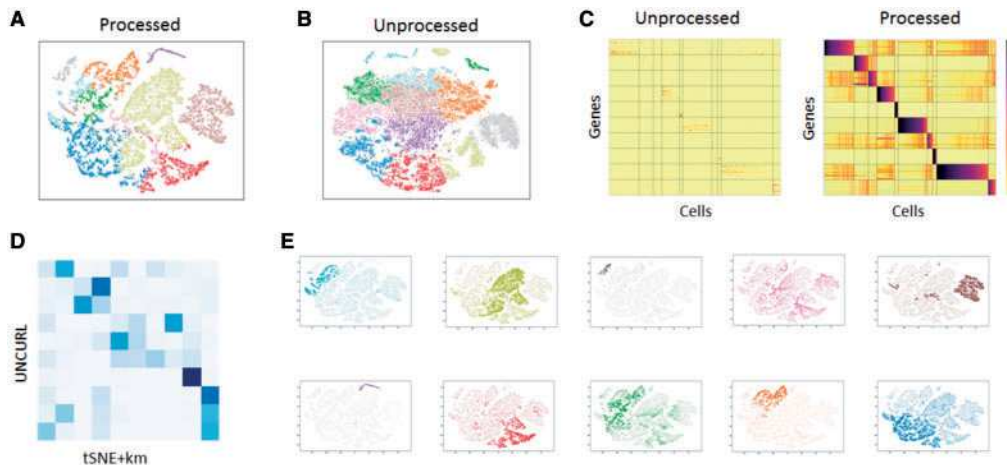 A
Processed
B
Unprocessed
C
Unprocessed
Processed
Genes
Genes
Cells
Cells
D
UNCURL
tSNE+km
E